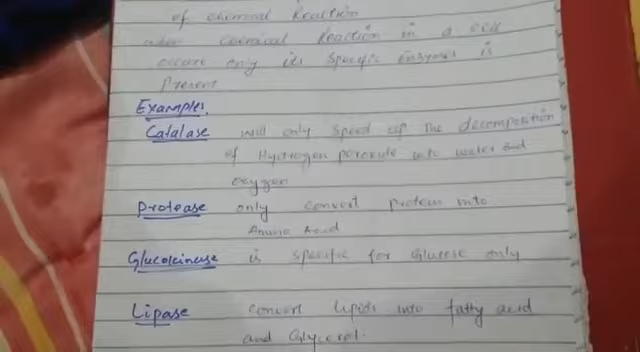 of chemical Reaction
chemical Reaction in a cell
occurs only its specific enzymes is
Present
Examples,
Catalase will only speed up the decomposition
of Hydrogen peroxide into water and
oxygen
Protease only convert protein into
Amino Acid
Glucokinase is specific for Glucose only
Lipase convert lipids into fatty acid
and Glycerol.